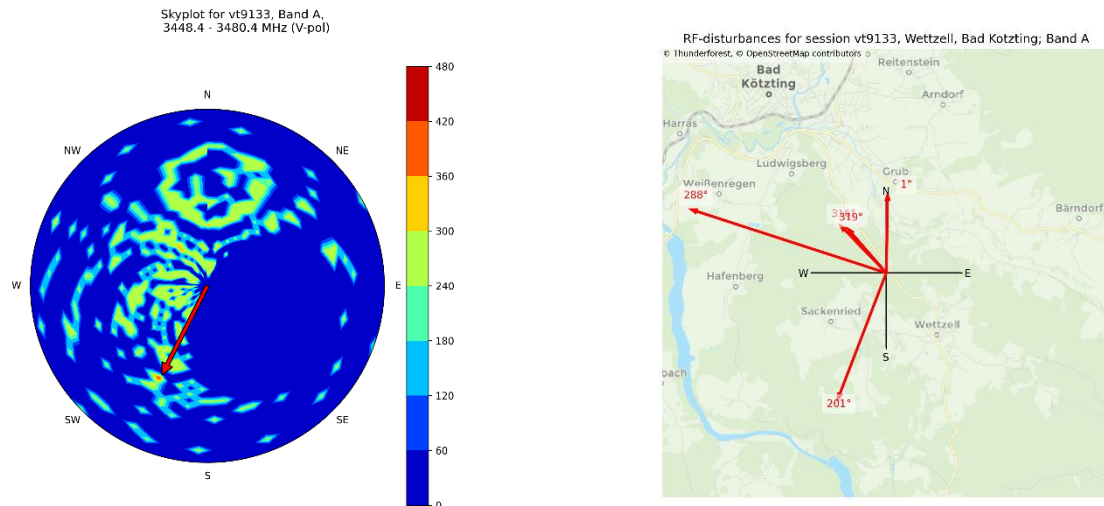 Skyplot for vt9133, Band A,
3448.4 - 3480.4 MHz (V-pol)
N
NE
E
SE
S
SW
W
NW
480
420
360
300
240
180
120
60
0
RF-disturbances for session vt9133, Wettzell, Bad Kotzting; Band A
© Thunderforest, © OpenStreetMap contributors
Reitenstein
Bad
Kötzting
Arndorf
Harras
Ludwigsberg
Grub
Weißenregen
1°
288°
N
319°
Bärndorf
W
E
Hafenberg
Sackenried
Wettzell
S
bach
201°